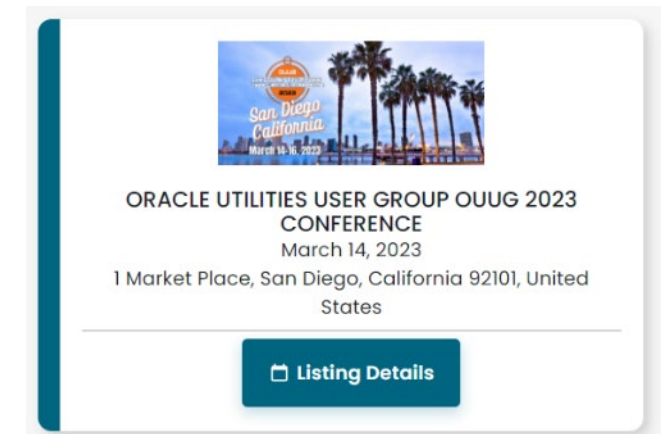 San Diego
California
March 14-16, 2023
ORACLE UTILITIES USER GROUP OUUG 2023
CONFERENCE
March 14, 2023
1 Market Place, San Diego, California 92101, United
States
Listing Details